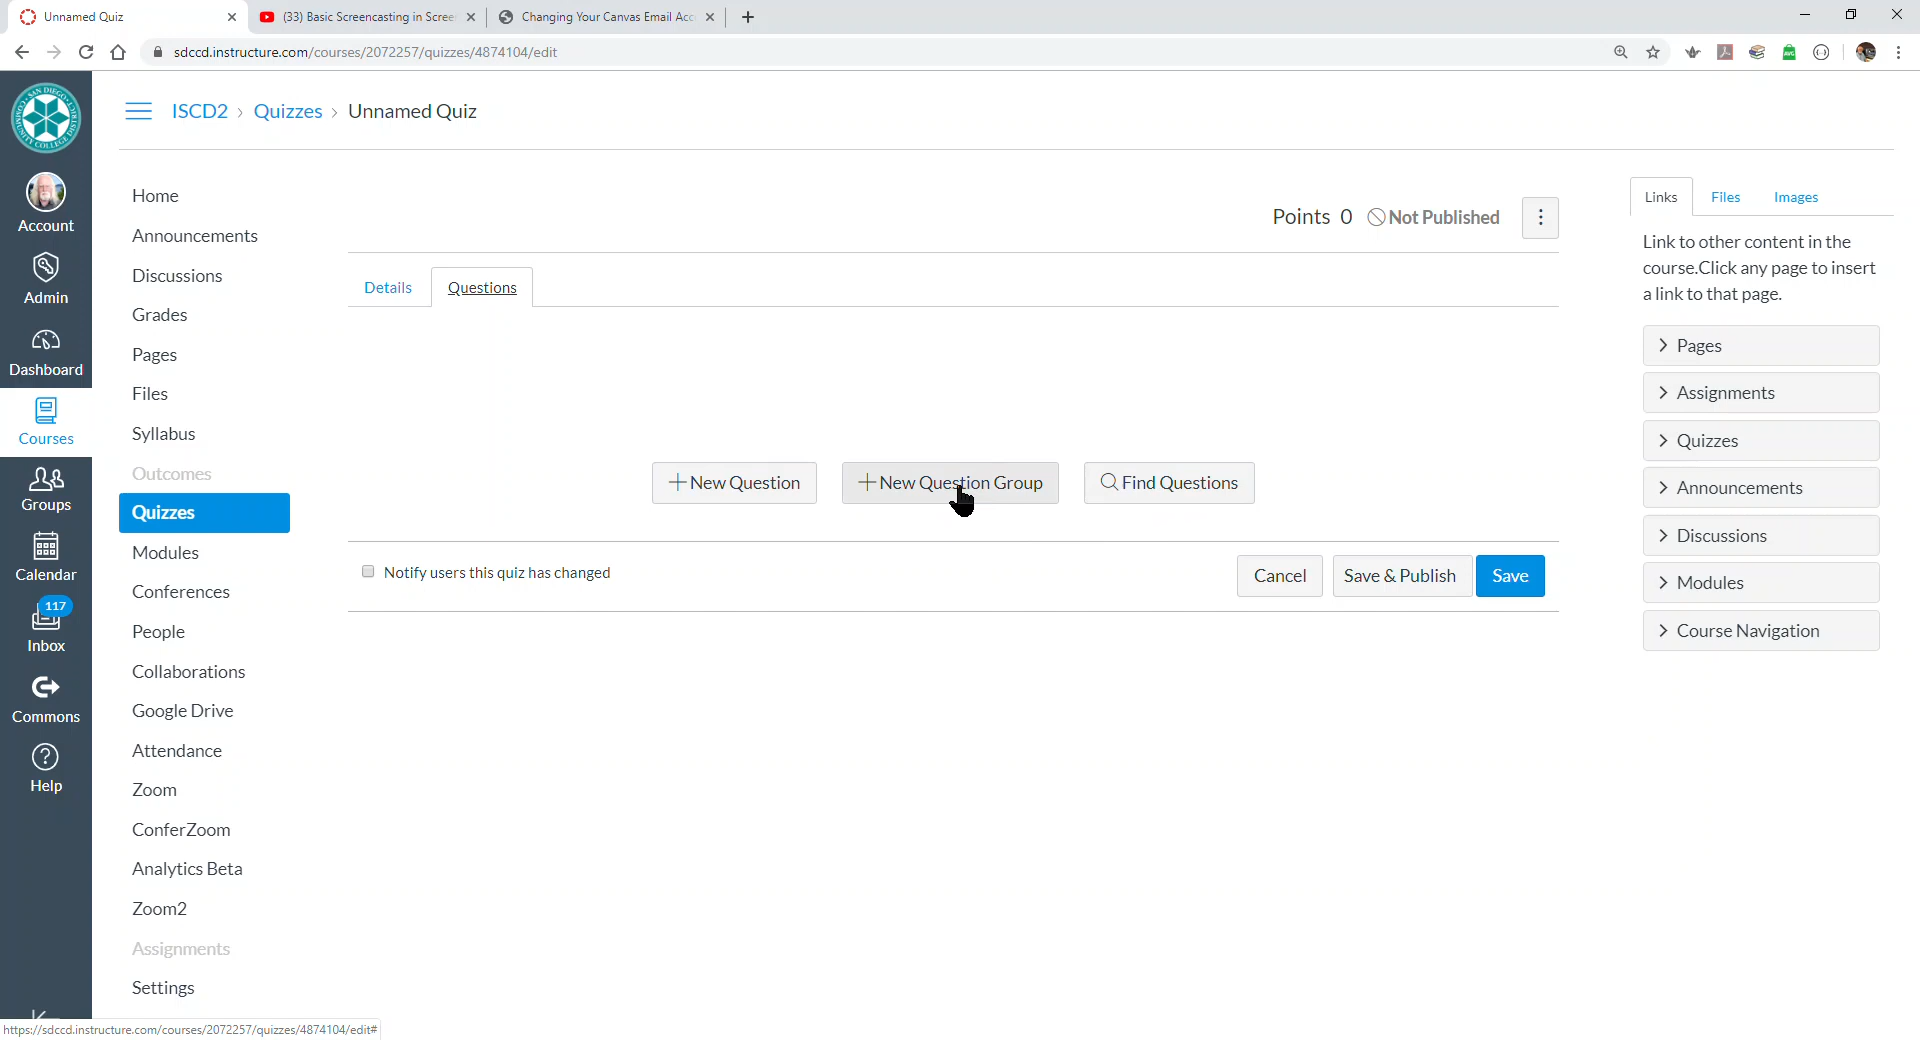 Unnamed Quiz
(33) Basic Screencasting in Scree
Changing Your Canvas Email Acc
sdccd.instructure.com/courses/2072257/quizzes/4874104/edit
SAN DIEGO
COMMUNITY COLLEGE DISTRICT
Account
Admin
Dashboard
Courses
Groups
Calendar
117
Inbox
Commons
Help
ISCD2 > Quizzes > Unnamed Quiz
Home
Announcements
Discussions
Grades
Pages
Files
Syllabus
Outcomes
Quizzes
Modules
Conferences
People
Collaborations
Google Drive
Attendance
Zoom
ConferZoom
Analytics Beta
Zoom2
Assignments
Settings
Points 0 Not Published
Details Questions
+New Question +New Question Group Find Questions
Notify users this quiz has changed
Cancel Save & Publish Save
Links Files Images
Link to other content in the
course.Click any page to insert
a link to that page.
Pages
Assignments
Quizzes
Announcements
Discussions
Modules
Course Navigation
https://sdccd.instructure.com/courses/2072257/quizzes/4874104/edit#